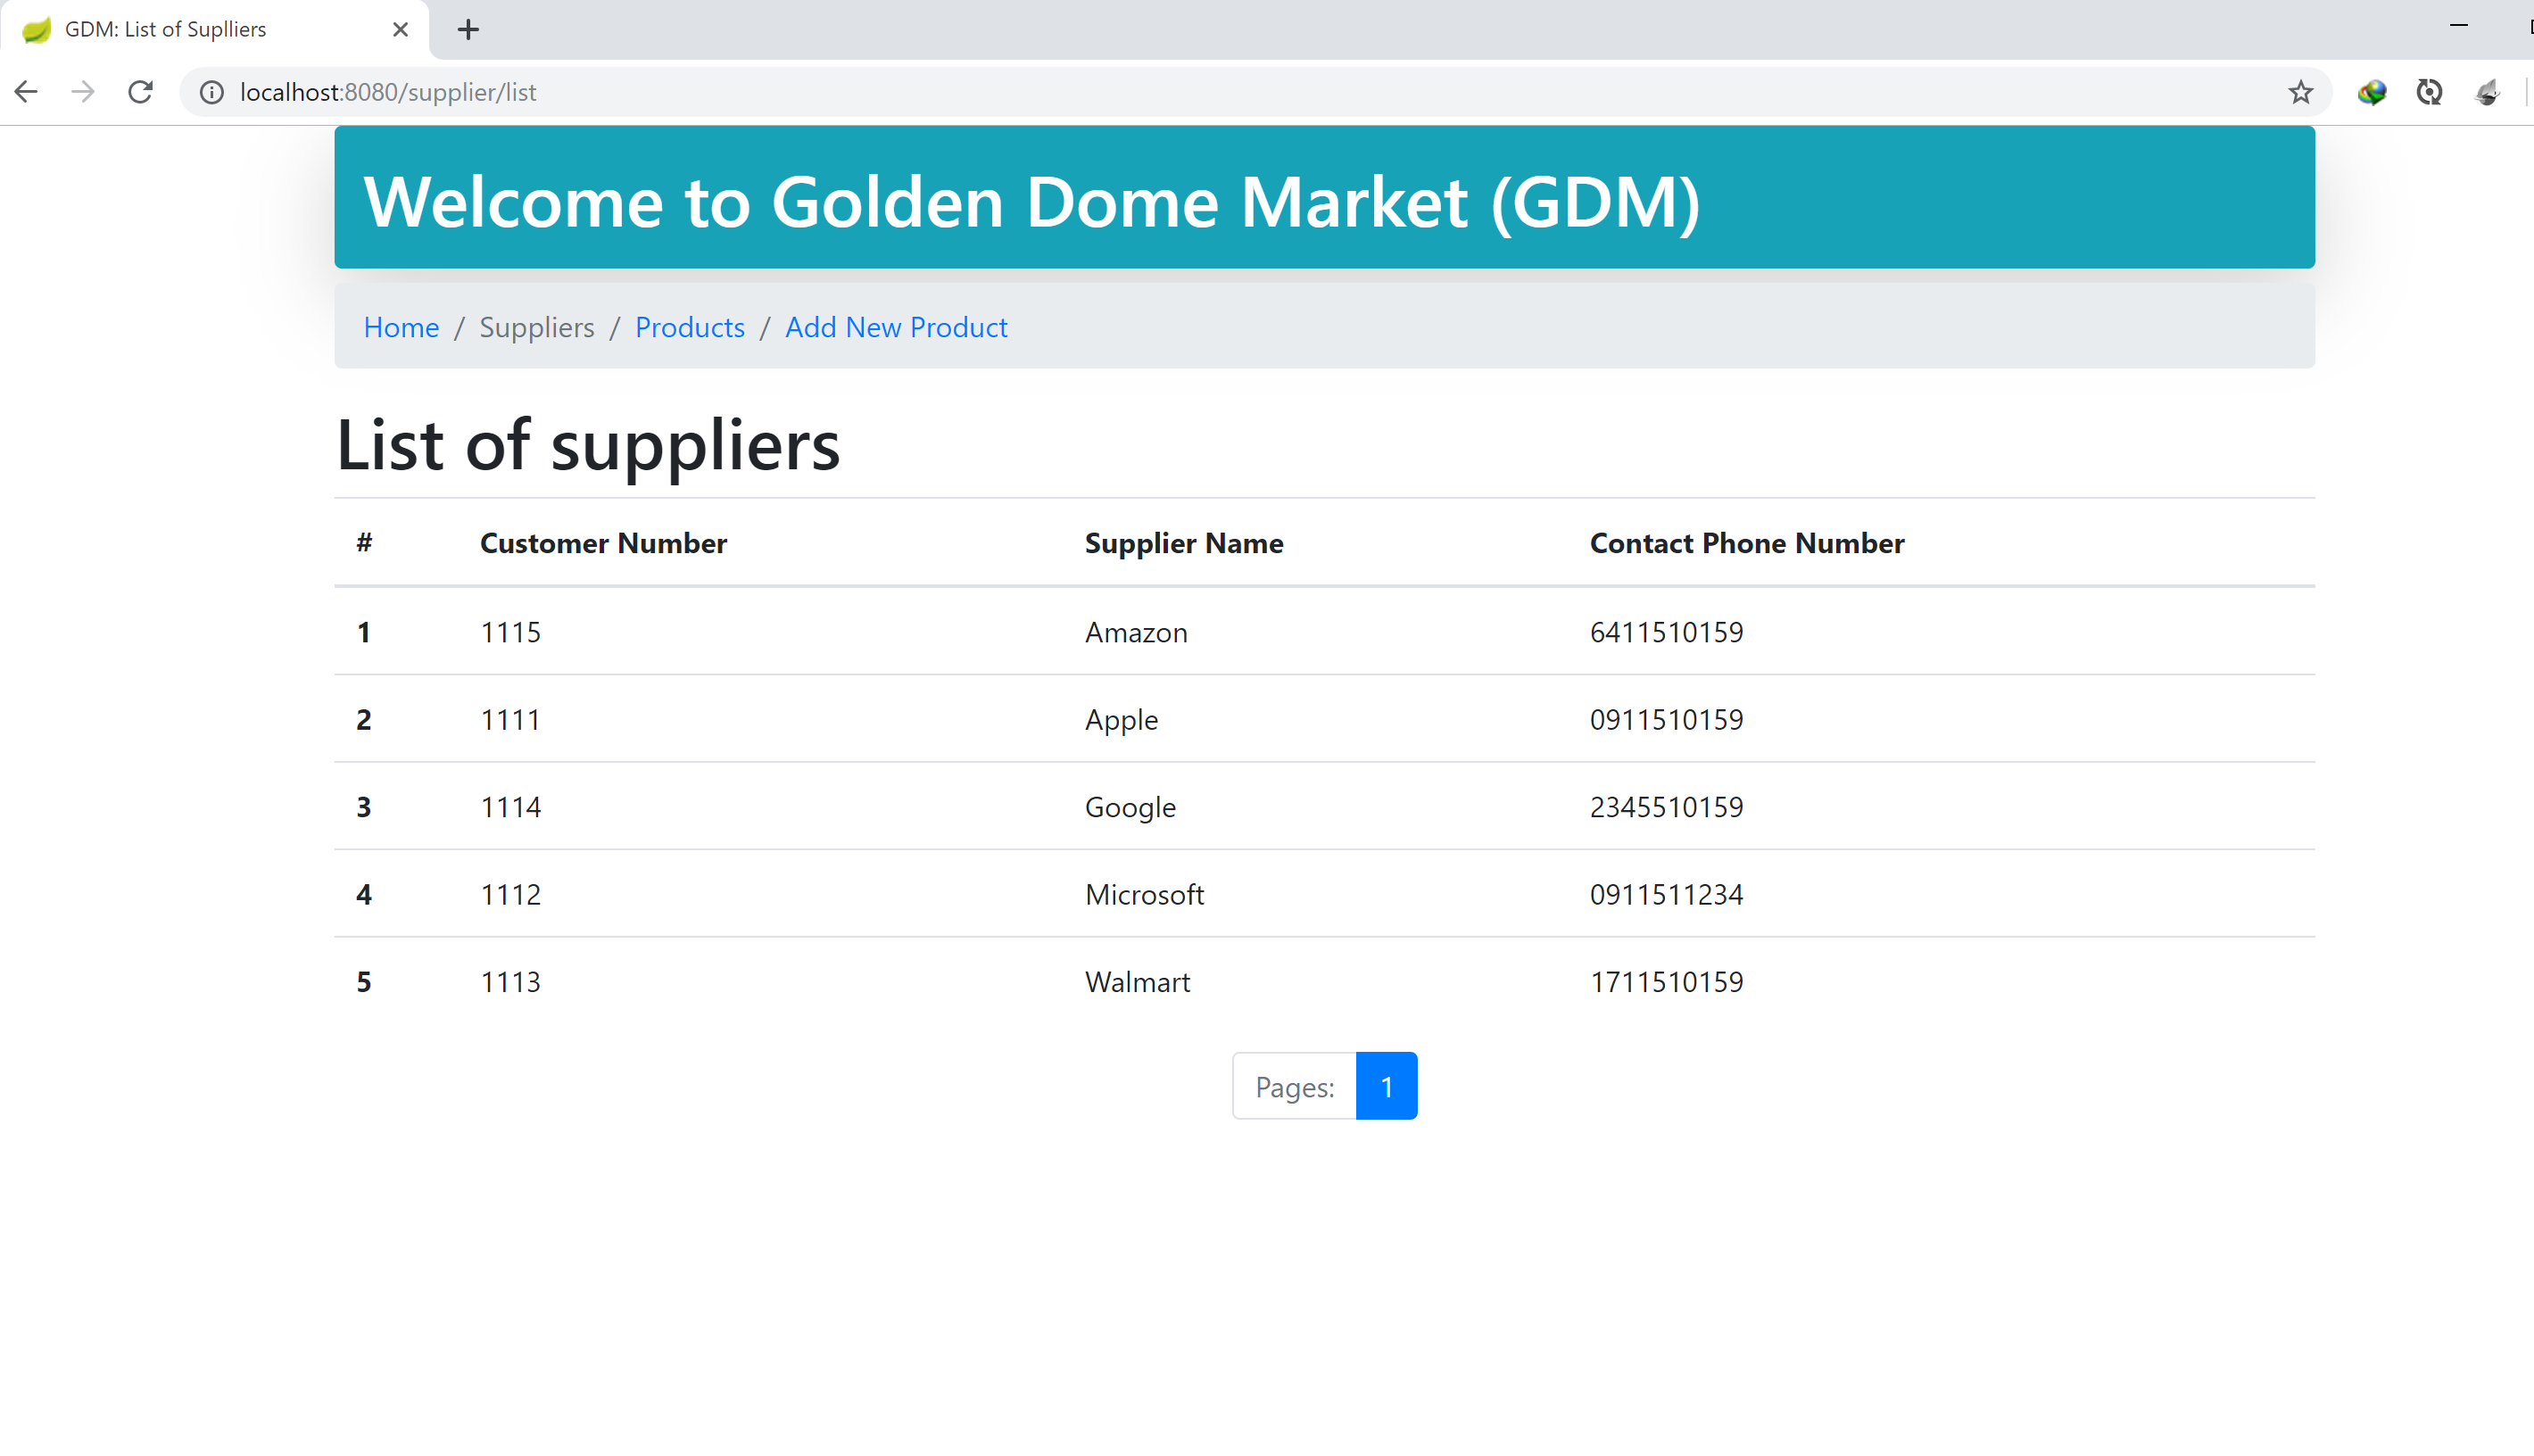 GDM: List of Suplliers
localhost:8080/supplier/list
Welcome to Golden Dome Market (GDM)
Home / Suppliers / Products / Add New Product
List of suppliers
# Customer Number Supplier Name Contact Phone Number
1 1115 Amazon 6411510159
2 1111 Apple 0911510159
3 1114 Google 2345510159
4 1112 Microsoft 0911511234
5 1113 Walmart 1711510159
Pages: 1